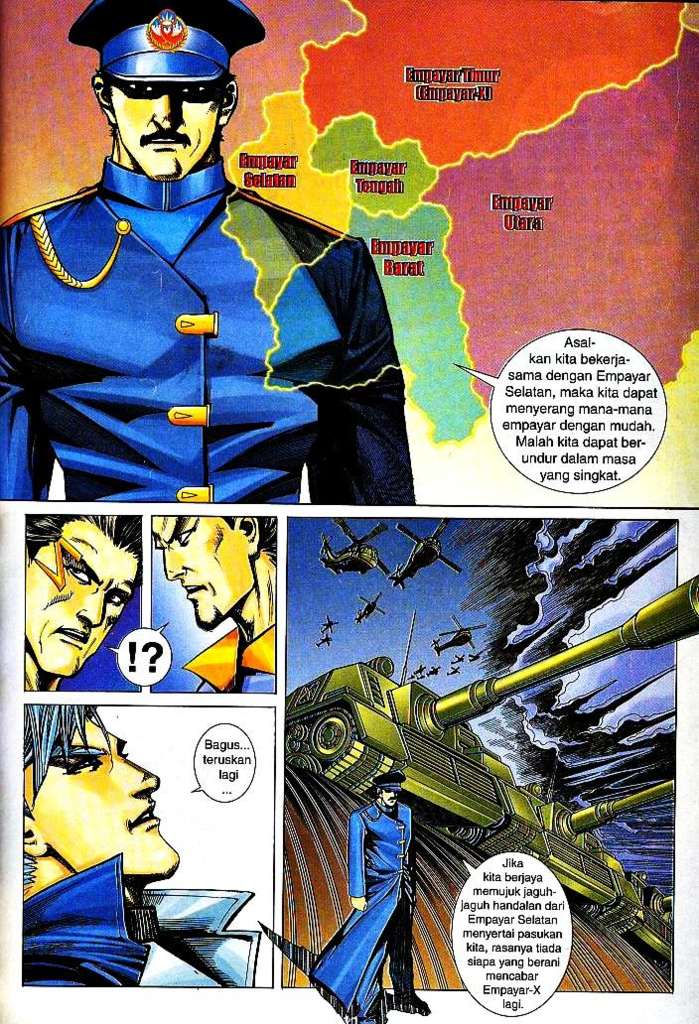 Empayar Timur
(Empayar-X)
Empayar
Selatan
Empayar
Tengah
Empayar
Utara
Empayar
Barat
Asal-
kan kita bekerja-
sama dengan Empayar
Selatan, maka kita dapat
menyerang mana-mana
empayar dengan mudah.
Malah kita dapat ber-
undur dalam masa
yang singkat.
!?
Bagus...
teruskan
lagi
...
Jika
kita berjaya
memujuk jaguh-
jaguh handalan dari
Empayar Selatan
menyertai pasukan
kita, rasanya tiada
siapa yang berani
mencabar
Empayar-X
lagi.